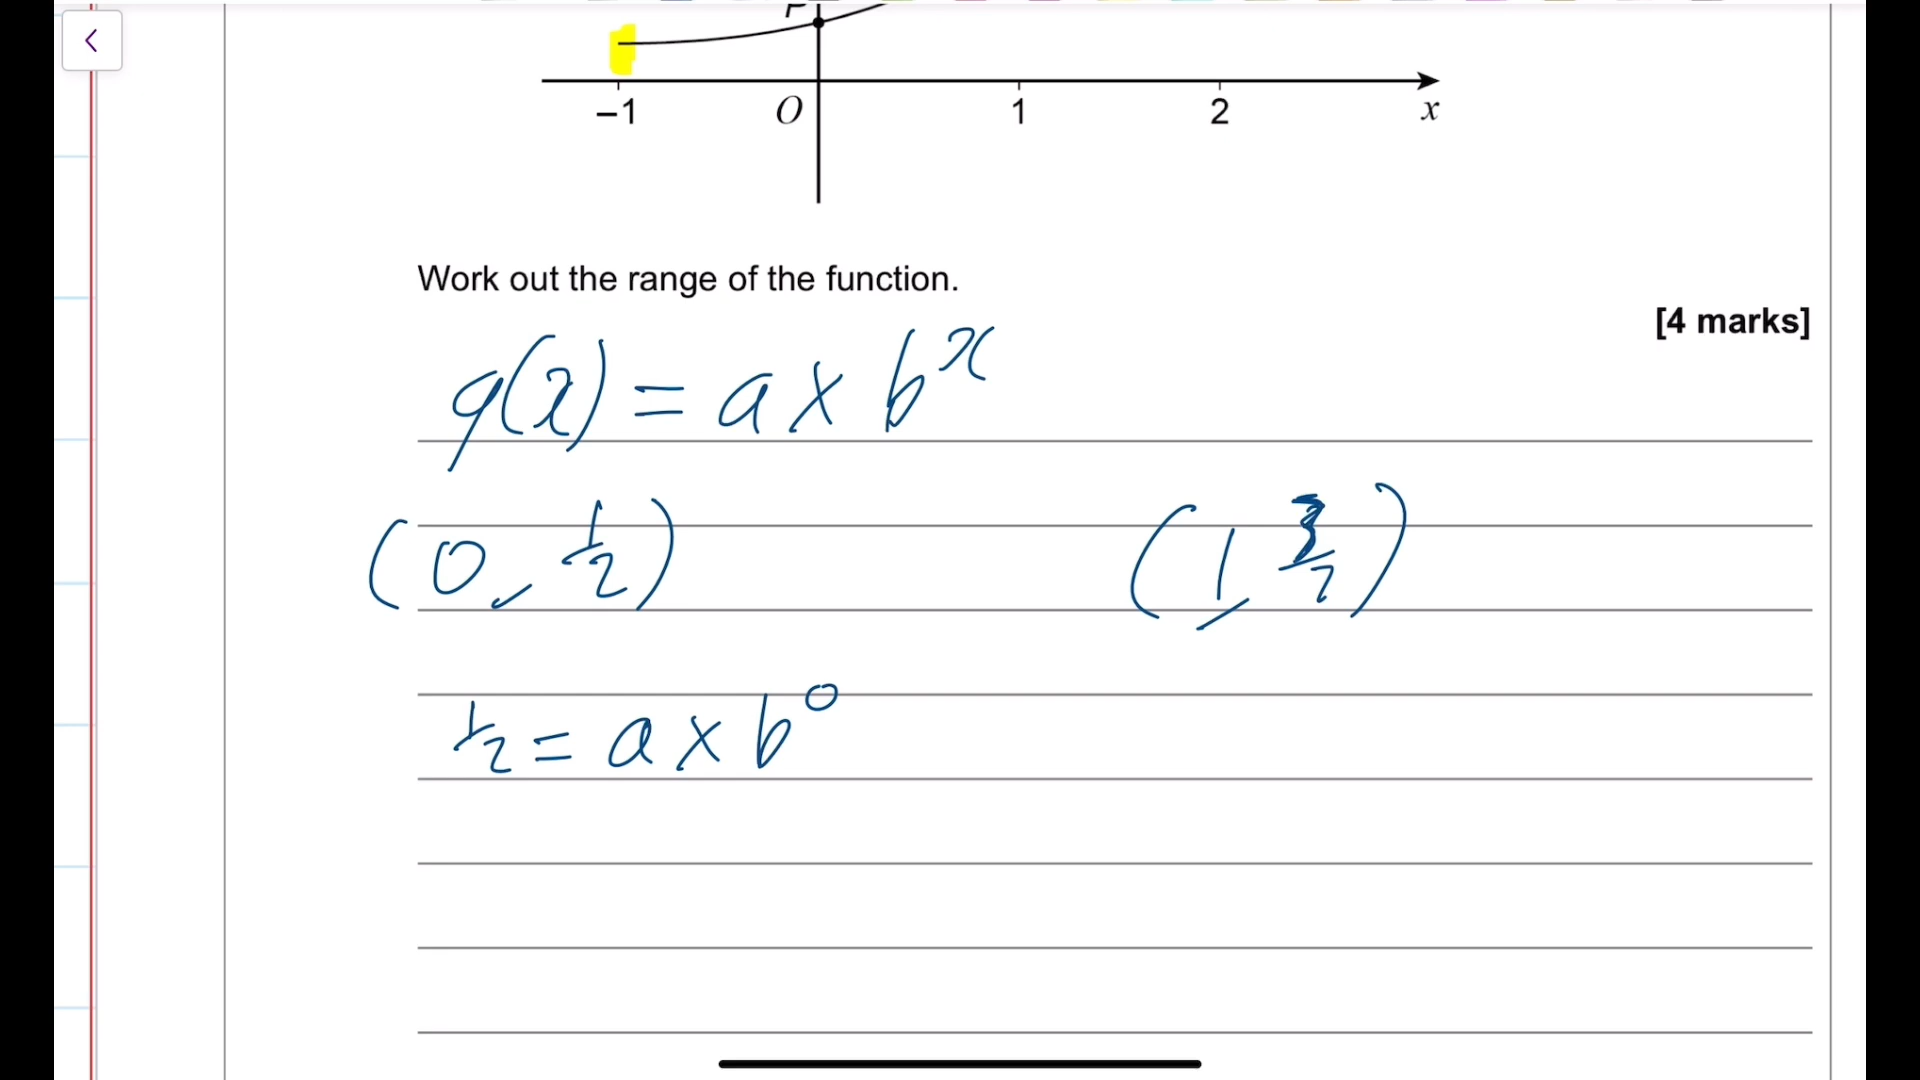 P
–1 O 1 2 x
Work out the range of the function.
[4 marks]
g(x) = a x b^x
(0, 1/2) (1, 3/2)
1/2 = a x b^0